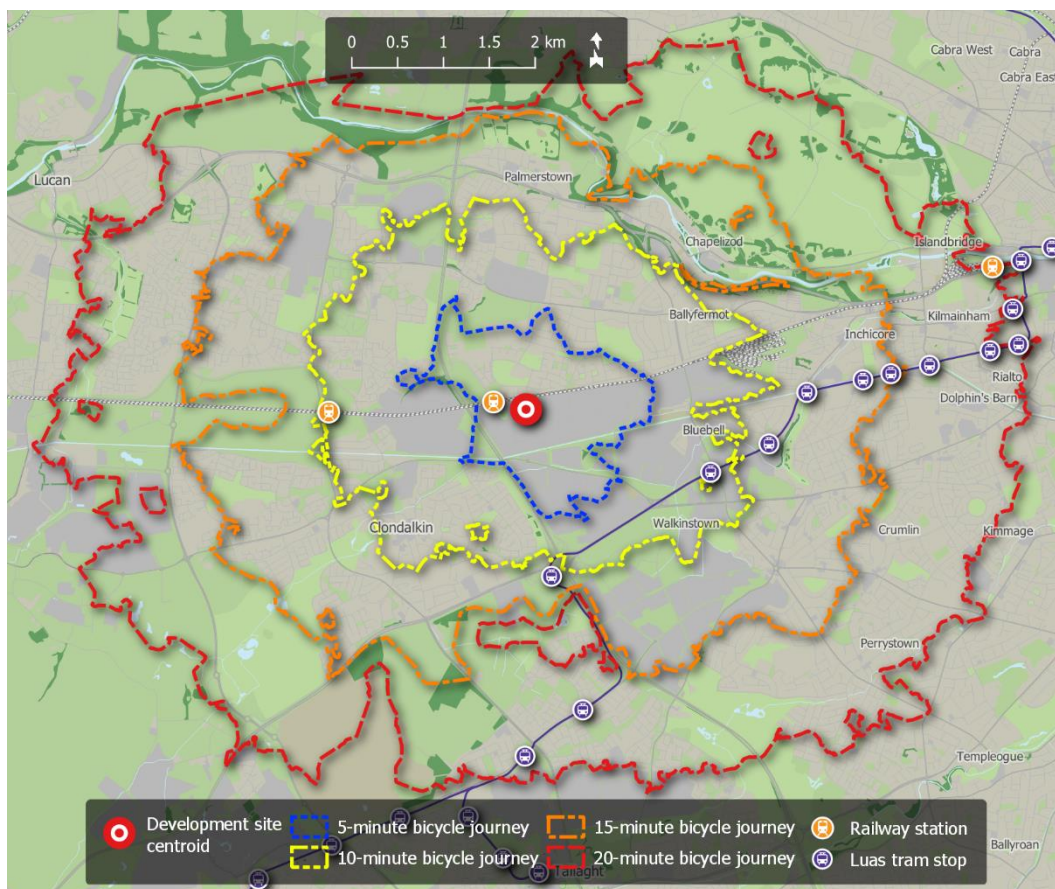 0 0.5 1 1.5 2 km
Cabra West
Cabra
Cabra East
Lucan
Palmerstown
Chapelizod
Islandbridge
Ballyfermot
Kilmainham
Inchicore
Rialto
Dolphin's Barn
Bluebell
Clondalkin
Walkinstown
Crumlin
Kimmage
Perrystown
Templeogue
Development site
centroid
5-minute bicycle journey
10-minute bicycle journey
15-minute bicycle journey
20-minute bicycle journey
Railway station
Luas tram stop
Ballyroan
Tallaght